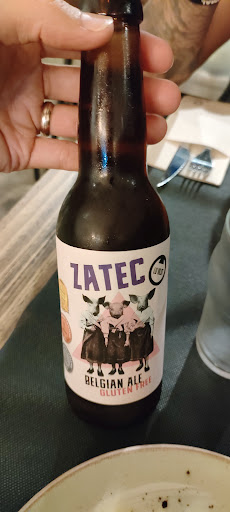 ZATEC
BELGIAN ALE
GLUTEN FREE